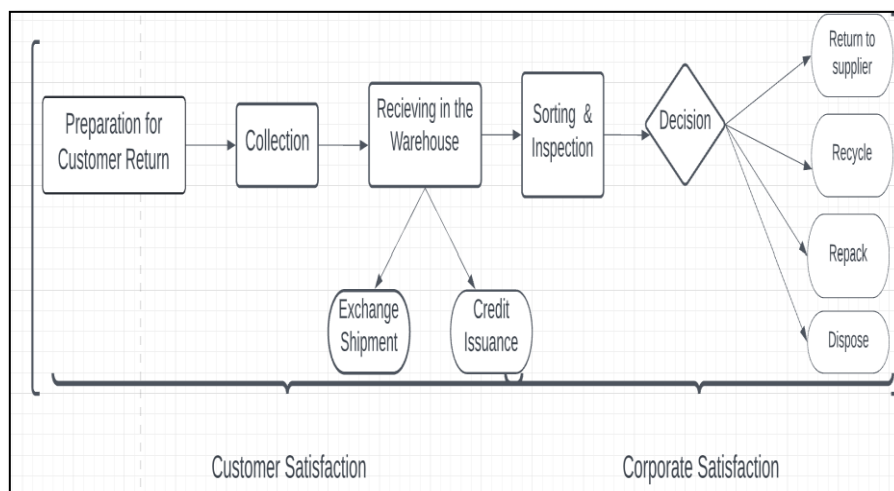 Preparation for
Customer Return
Collection
Recieving in the
Warehouse
Sorting &
Inspection
Decision
Return to
supplier
Recycle
Repack
Dispose
Exchange
Shipment
Credit
Issuance
Customer Satisfaction
Corporate Satisfaction